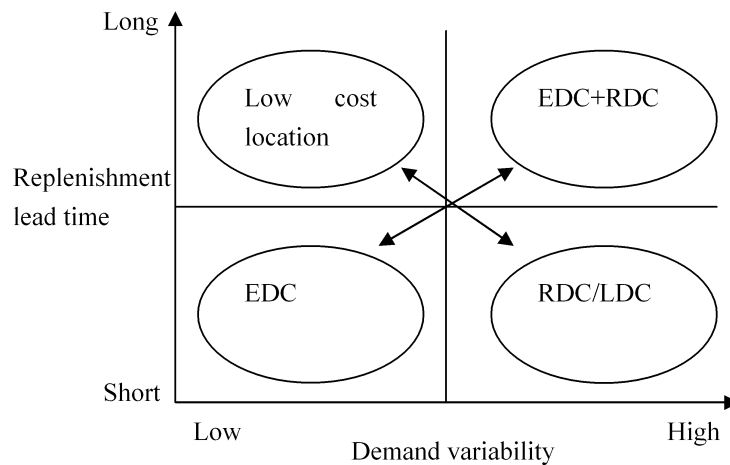 Long
Low cost
location
EDC+RDC
Replenishment
lead time
EDC
RDC/LDC
Short
Low
High
Demand variability